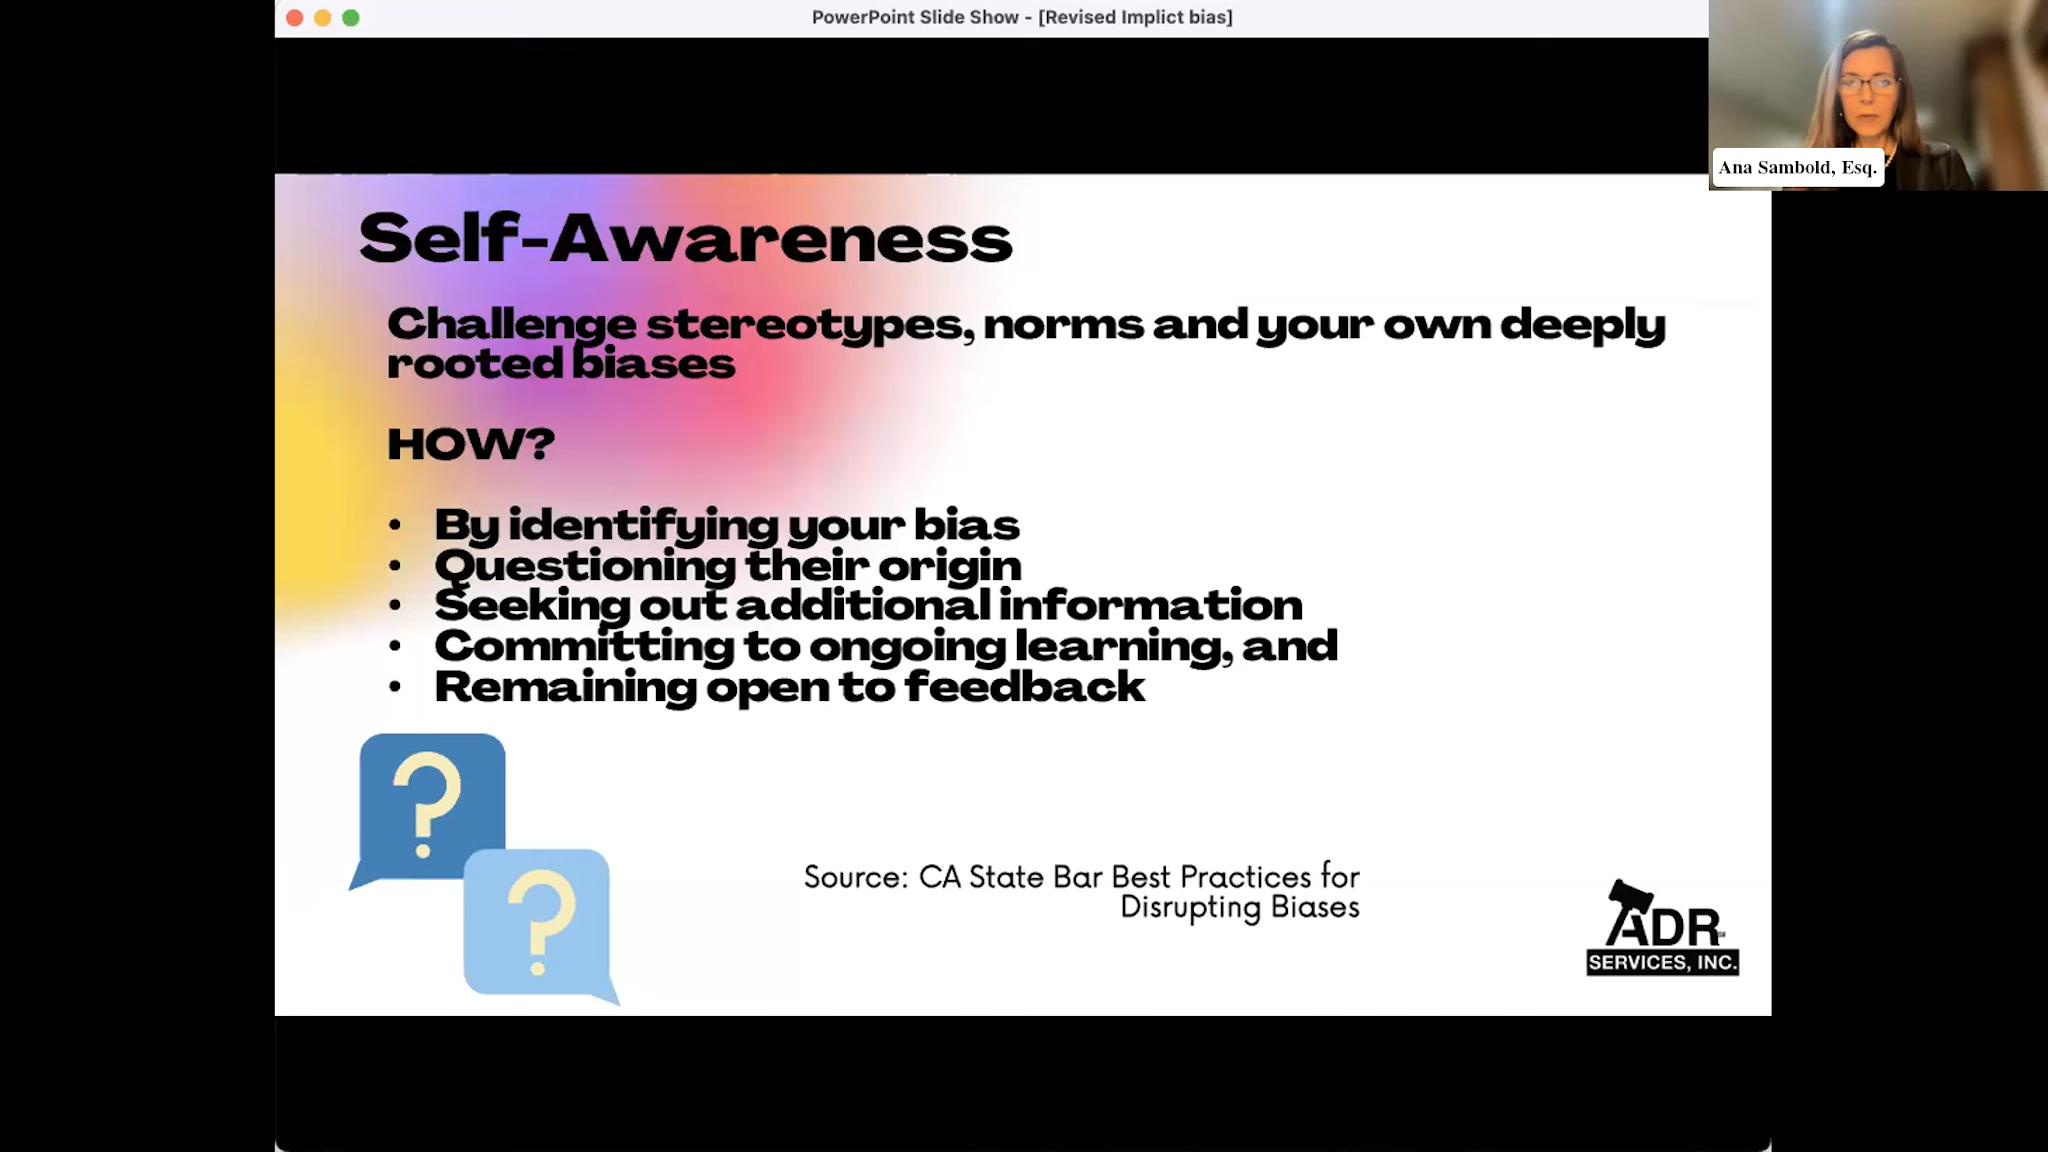 PowerPoint Slide Show - [Revised Implict bias]
Ana Sambold, Esq.
Self-Awareness
Challenge stereotypes, norms and your own deeply
rooted biases
HOW?
• By identifying your bias
• Questioning their origin
• Seeking out additional information
• Committing to ongoing learning, and
• Remaining open to feedback
?
?
Source: CA State Bar Best Practices for
Disrupting Biases
ADR
SERVICES, INC.